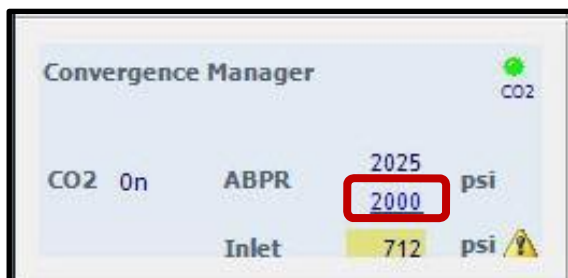 Convergence Manager
CO2
CO2 On ABPR 2025 psi
2000
Inlet 712 psi